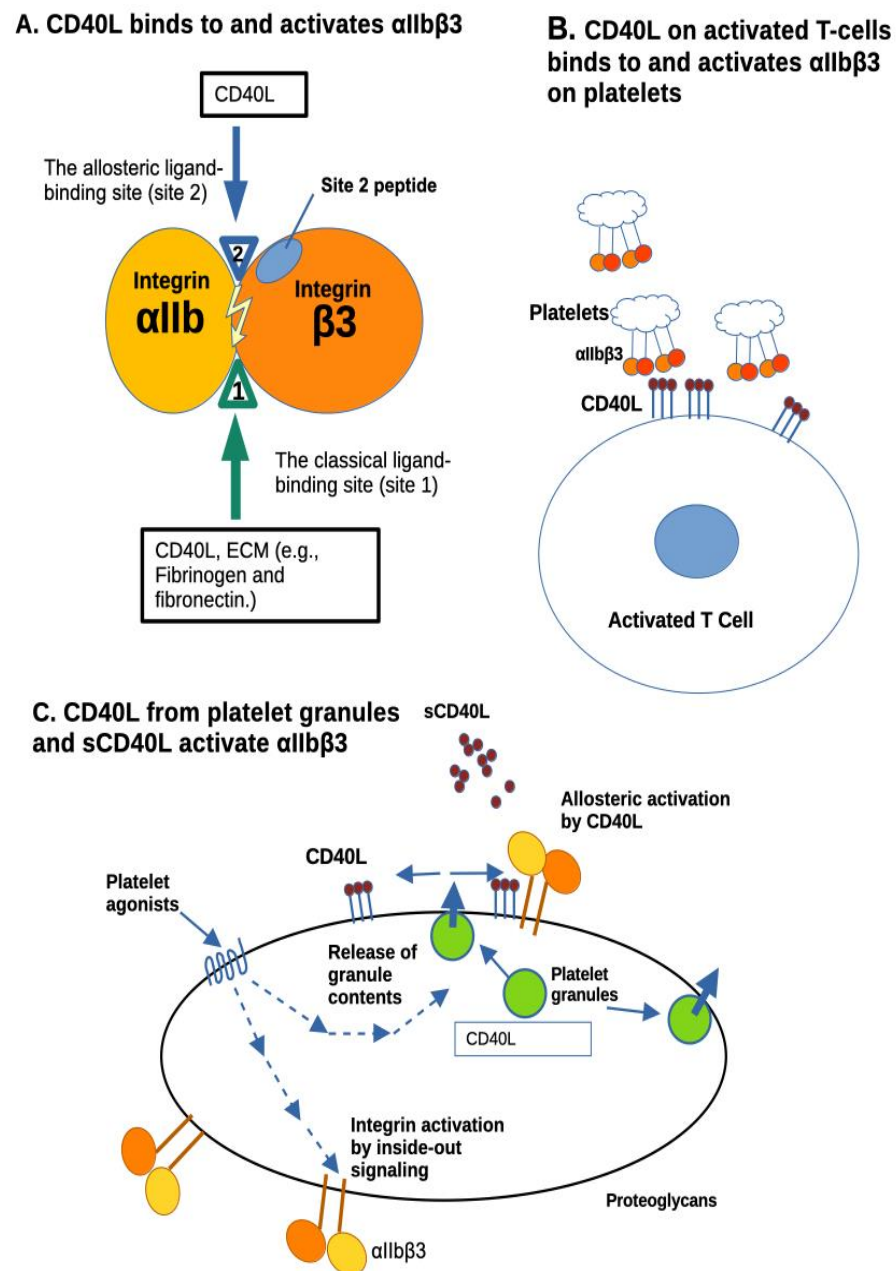 A. CD40L binds to and activates αIIbβ3
CD40L
The allosteric ligand-
binding site (site 2)
Site 2 peptide
2
Integrin
αIIb
Integrin
β3
1
The classical ligand-
binding site (site 1)
CD40L, ECM (e.g.,
Fibrinogen and
fibronectin.)
B. CD40L on activated T-cells
binds to and activates αIIbβ3
on platelets
Platelets
αIIbβ3
CD40L
Activated T Cell
C. CD40L from platelet granules
and sCD40L activate αIIbβ3
sCD40L
Allosteric activation
by CD40L
CD40L
Platelet
agonists
Release of
granule
contents
Platelet
granules
CD40L
Integrin activation
by inside-out
signaling
Proteoglycans
αIIbβ3